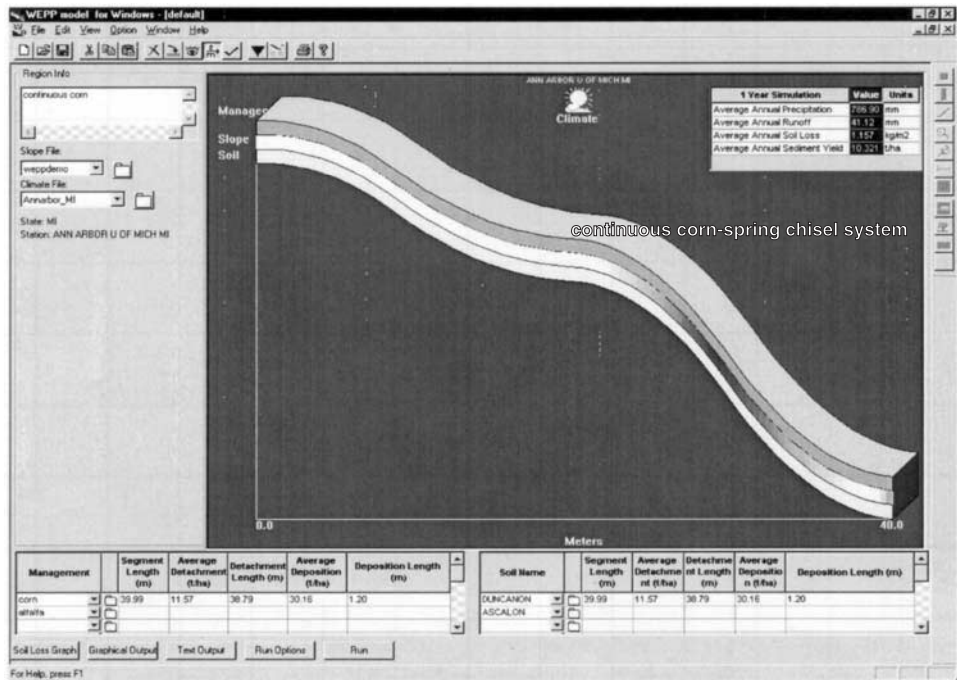 WEPP model for Windows - [default]
File Edit View Option Window Help
Region Info
continuous corn
Slope File:
weppdemo
Climate File:
Annarbor_MI
State: MI
Station: ANN ARBOR U OF MICH MI
ANN ARBOR U OF MICH MI
Climate
Manage
Slope
Soil
1 Year Simulation Value Units
Average Annual Precipitation 786.90 mm
Average Annual Runoff 41.12 mm
Average Annual Soil Loss 1.157 kg/m2
Average Annual Sediment Yield 10.321 t/ha
continuous corn-spring chisel system
0.0 40.0
Meters
Management Segment Length (m) Average Detachment (t/ha) Detachment Length (m) Average Deposition (t/ha) Deposition Length (m)
corn 39.99 11.57 38.79 30.16 1.20
alfalfa
Soil Name Segment Length (m) Average Detachme nt (t/ha) Detachme nt Length (m) Average Depositio n (t/ha) Deposition Length (m)
DUNCANON 39.99 11.57 38.79 30.16 1.20
ASCALON
Soil Loss Graph Graphical Output Text Output Run Options Run
For Help, press F1